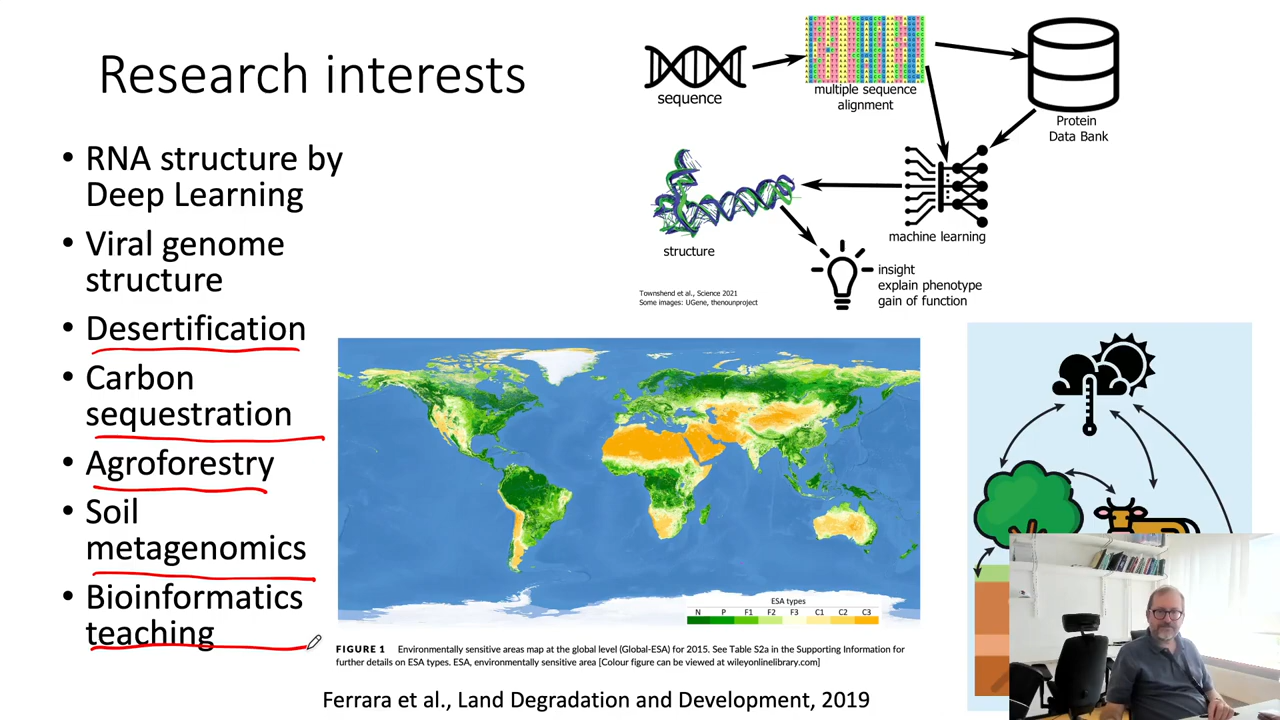 Research interests
• RNA structure by
Deep Learning
• Viral genome
structure
• Desertification
• Carbon
sequestration
• Agroforestry
• Soil
metagenomics
• Bioinformatics
teaching
sequence
multiple sequence
alignment
Protein
Data Bank
machine learning
structure
insight
explain phenotype
gain of function
Townshend et al., Science 2021
Some images: UGene, thenounproject
ESA types
N P F1 F2 F3 C1 C2 C3
FIGURE 1 Environmentally sensitive areas map at the global level (Global-ESA) for 2015. See Table S2a in the Supporting Information for
further details on ESA types. ESA, environmentally sensitive area [Colour figure can be viewed at wileyonlinelibrary.com]
Ferrara et al., Land Degradation and Development, 2019